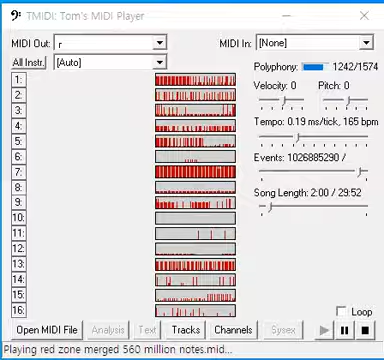 TMIDI: Tom's MIDI Player
MIDI Out: r MIDI In: [None]
All Instr. [Auto]
Polyphony: 1242/1574
Velocity: 0 Pitch: 0
Tempo: 0.19 ms/tick, 165 bpm
Events: 1026885290 /
Song Length: 2:00 / 29:52
1:
2:
3:
4:
5:
6:
7:
8:
9:
10:
11:
12:
13:
14:
15:
16:
Loop
Open MIDI File Analysis Text Tracks Channels Sysex
Playing red zone merged 560 million notes.mid...